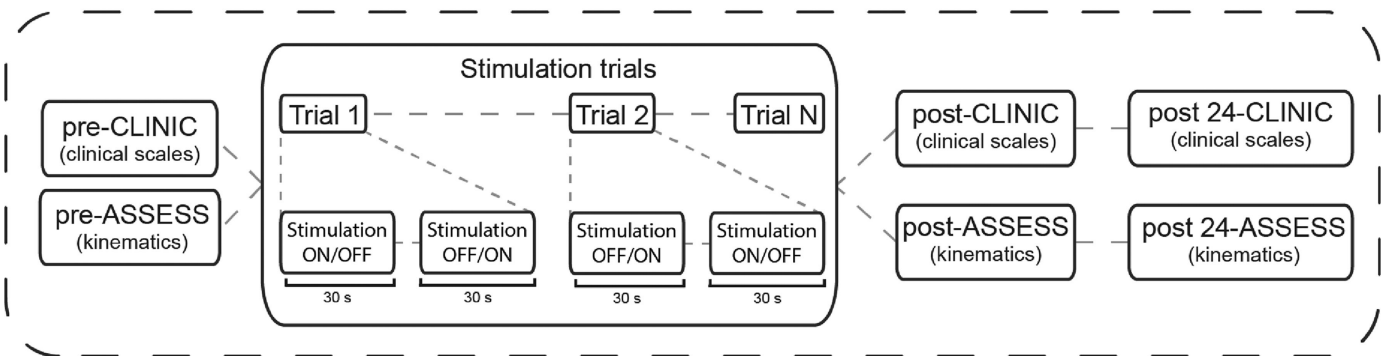 Stimulation trials
pre-CLINIC
(clinical scales)
pre-ASSESS
(kinematics)
Trial 1
Trial 2
Trial N
Stimulation
ON/OFF
30 s
Stimulation
OFF/ON
30 s
Stimulation
OFF/ON
30 s
Stimulation
ON/OFF
30 s
post-CLINIC
(clinical scales)
post 24-CLINIC
(clinical scales)
post-ASSESS
(kinematics)
post 24-ASSESS
(kinematics)